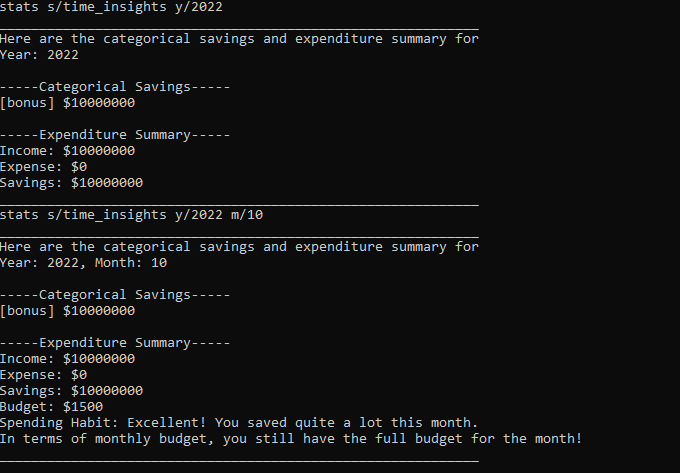 stats s/time_insights y/2022
____________________________________________________________
Here are the categorical savings and expenditure summary for
Year: 2022

-----Categorical Savings-----
[bonus] $10000000

-----Expenditure Summary-----
Income: $10000000
Expense: $0
Savings: $10000000
____________________________________________________________
stats s/time_insights y/2022 m/10
____________________________________________________________
Here are the categorical savings and expenditure summary for
Year: 2022, Month: 10

-----Categorical Savings-----
[bonus] $10000000

-----Expenditure Summary-----
Income: $10000000
Expense: $0
Savings: $10000000
Budget: $1500
Spending Habit: Excellent! You saved quite a lot this month.
In terms of monthly budget, you still have the full budget for the month!
____________________________________________________________